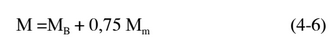 M =M_B + 0,75 M_m (4-6)